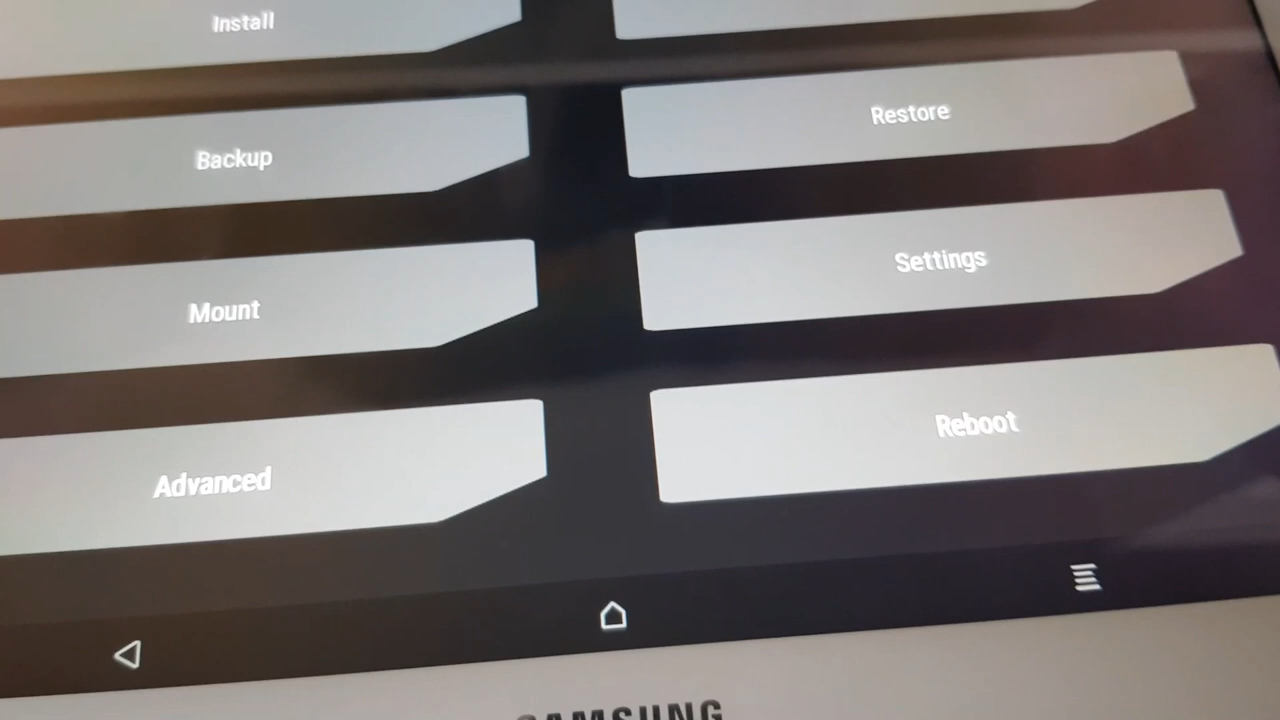 Install
Backup
Restore
Mount
Settings
Advanced
Reboot
SAMSUNG